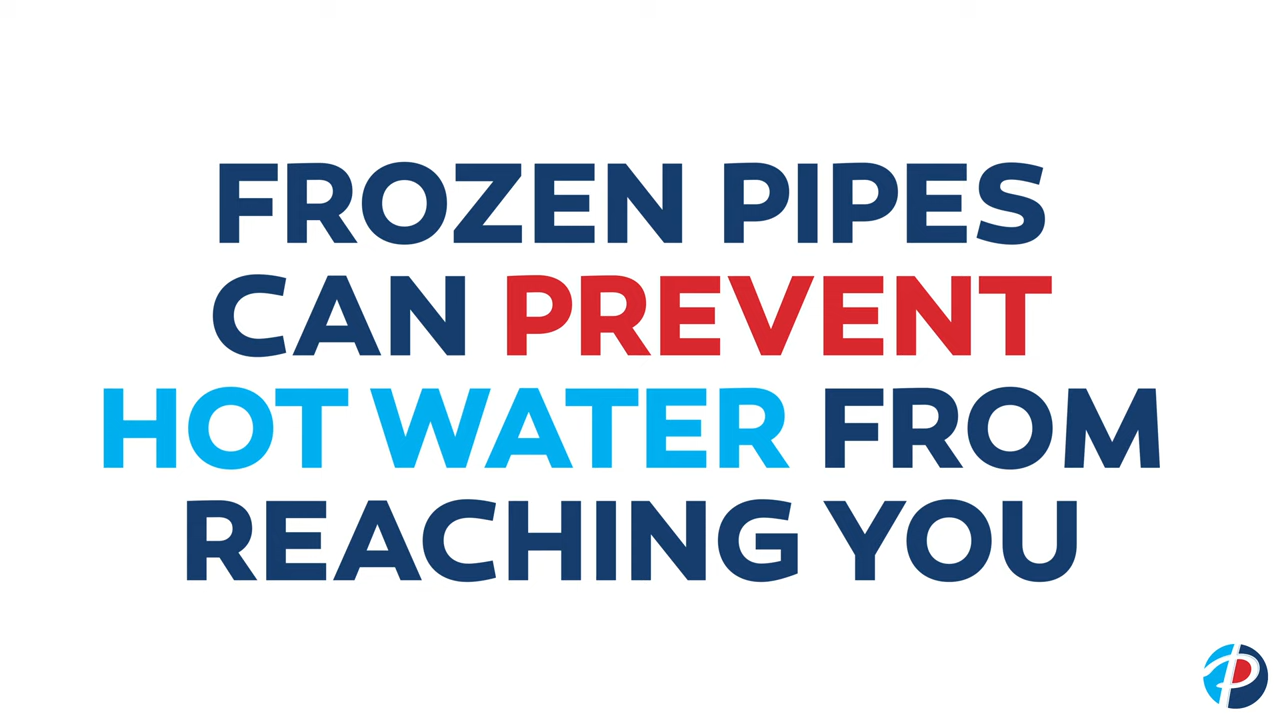 FROZEN PIPES
CAN PREVENT
HOT WATER FROM
REACHING YOU
P